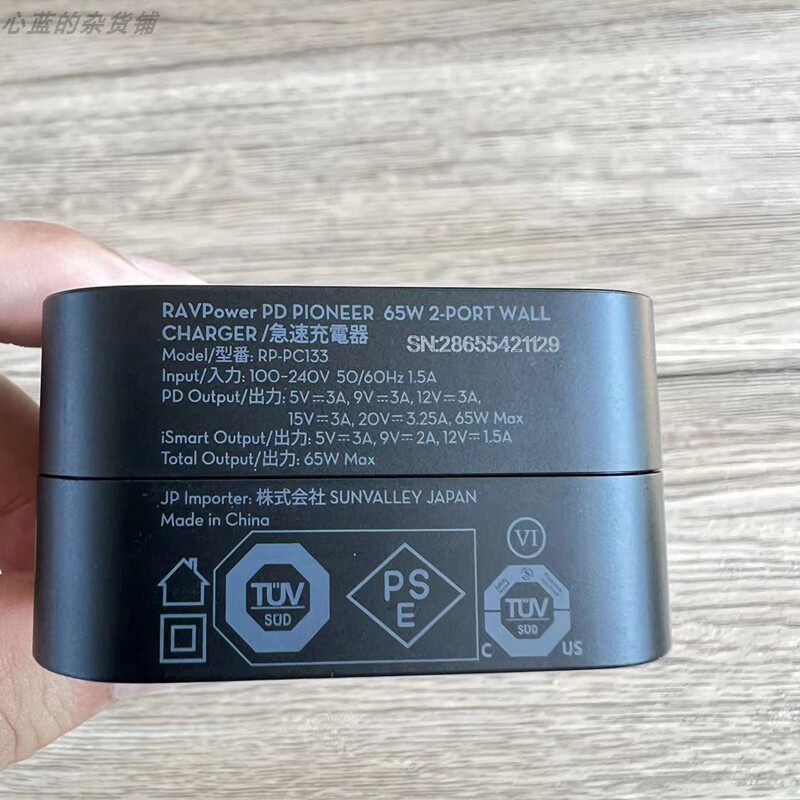 心蓝的杂货铺
RAVPower PD PIONEER 65W 2-PORT WALL
CHARGER /急速充電器
SN:28655421129
Model/型番: RP-PC133
Input/入力: 100-240V 50/60Hz 1.5A
PD Output/出力: 5V⎓3A, 9V⎓3A, 12V⎓3A,
15V⎓3A, 20V⎓3.25A, 65W Max
iSmart Output/出力: 5V⎓3A, 9V⎓2A, 12V⎓1.5A
Total Output/出力: 65W Max
JP Importer: 株式会社 SUNVALLEY JAPAN
Made in China
VI
TÜV
SÜD
PS
E
TÜV
SÜD
C US